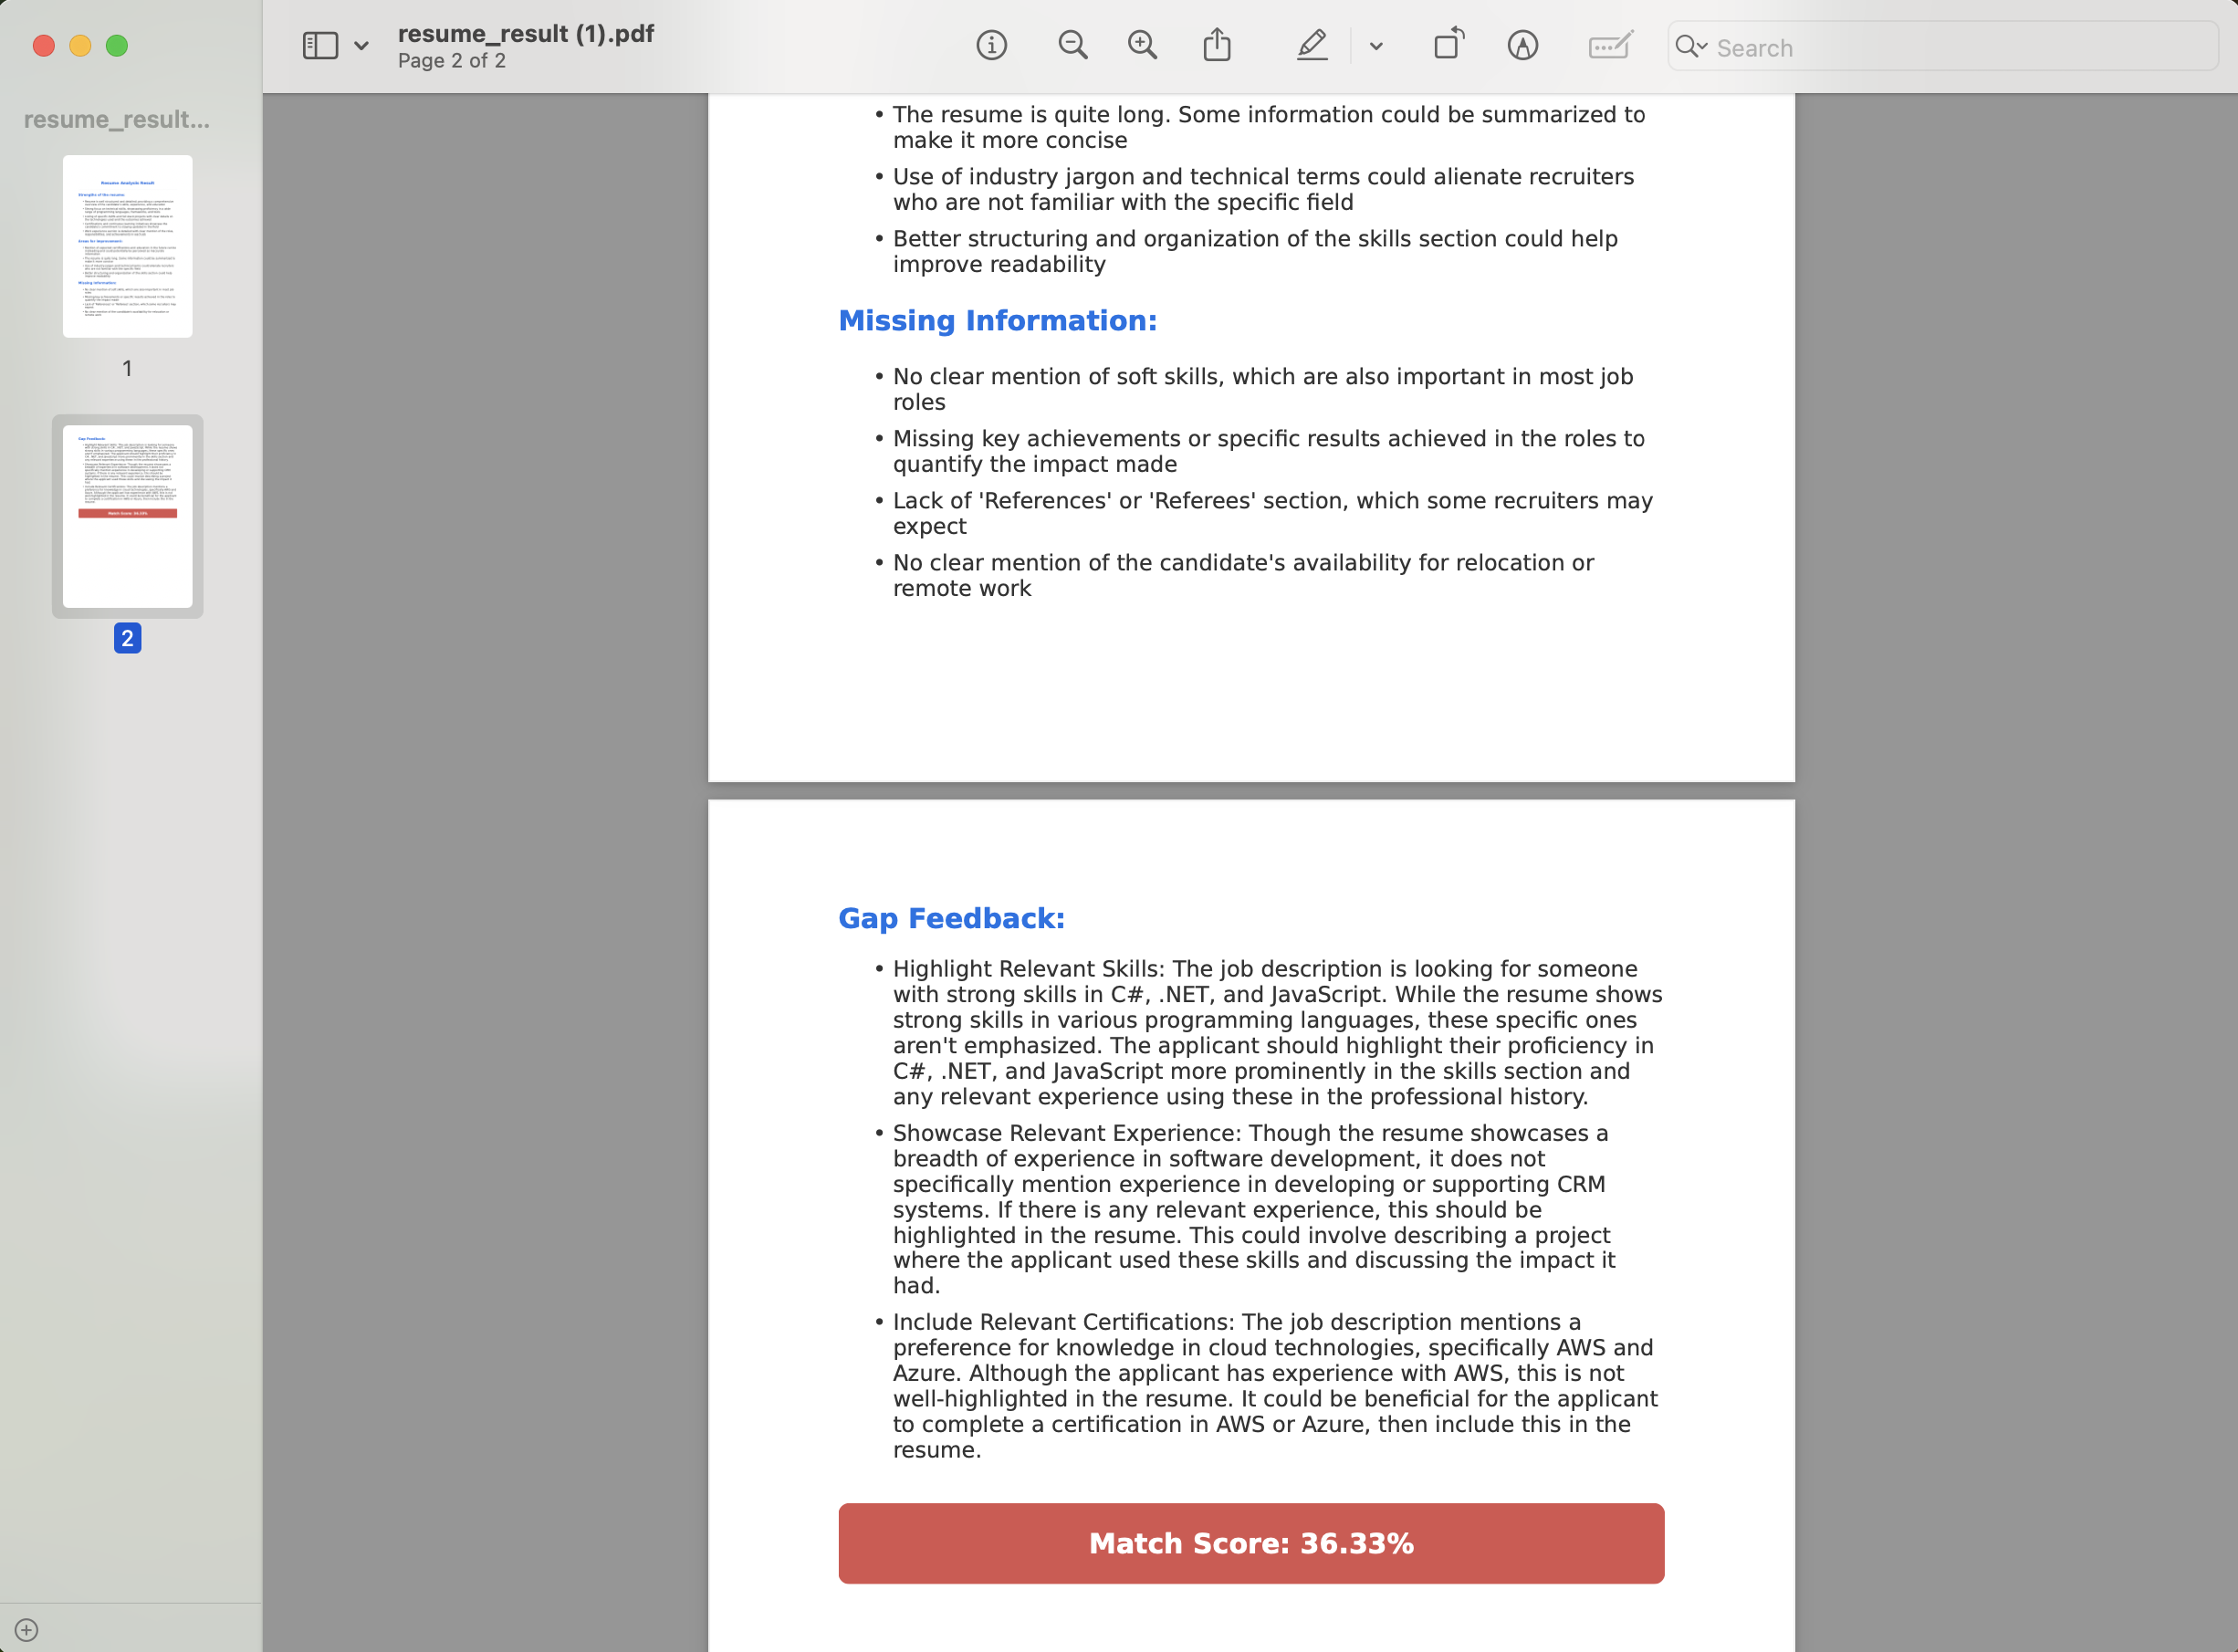 resume_result (1).pdf
Page 2 of 2
Search
resume_result...
1
2
• The resume is quite long. Some information could be summarized to
make it more concise
• Use of industry jargon and technical terms could alienate recruiters
who are not familiar with the specific field
• Better structuring and organization of the skills section could help
improve readability
Missing Information:
• No clear mention of soft skills, which are also important in most job
roles
• Missing key achievements or specific results achieved in the roles to
quantify the impact made
• Lack of 'References' or 'Referees' section, which some recruiters may
expect
• No clear mention of the candidate's availability for relocation or
remote work
Gap Feedback:
• Highlight Relevant Skills: The job description is looking for someone
with strong skills in C#, .NET, and JavaScript. While the resume shows
strong skills in various programming languages, these specific ones
aren't emphasized. The applicant should highlight their proficiency in
C#, .NET, and JavaScript more prominently in the skills section and
any relevant experience using these in the professional history.
• Showcase Relevant Experience: Though the resume showcases a
breadth of experience in software development, it does not
specifically mention experience in developing or supporting CRM
systems. If there is any relevant experience, this should be
highlighted in the resume. This could involve describing a project
where the applicant used these skills and discussing the impact it
had.
• Include Relevant Certifications: The job description mentions a
preference for knowledge in cloud technologies, specifically AWS and
Azure. Although the applicant has experience with AWS, this is not
well-highlighted in the resume. It could be beneficial for the applicant
to complete a certification in AWS or Azure, then include this in the
resume.
Match Score: 36.33%